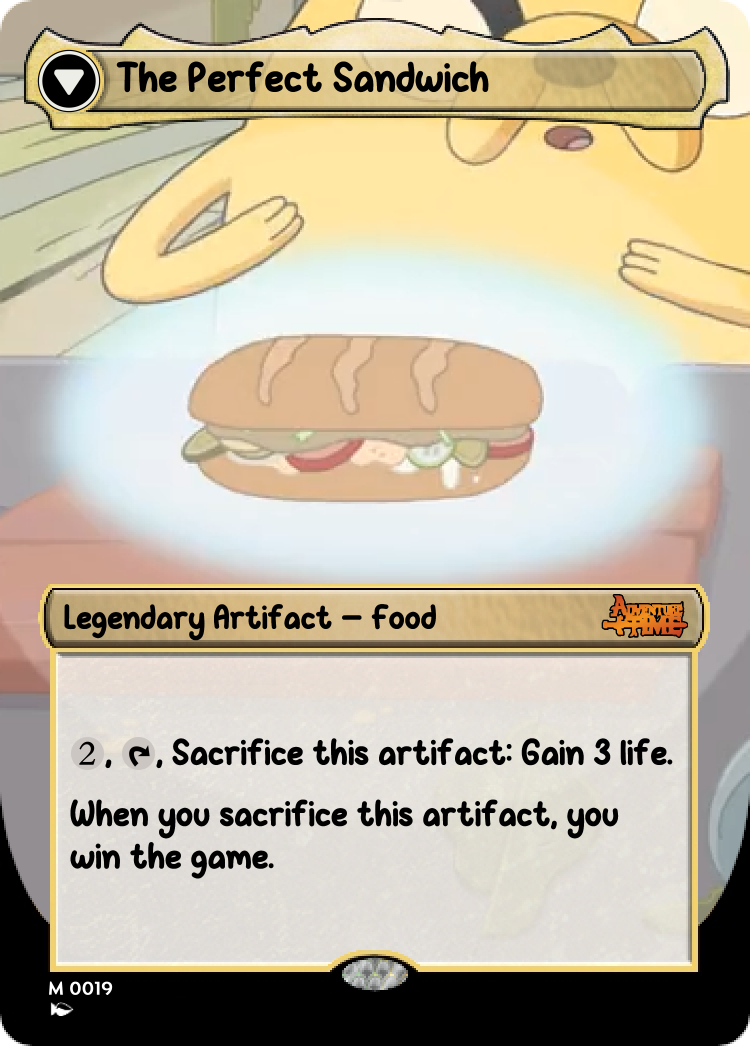 The Perfect Sandwich
Legendary Artifact – Food
ADVENTURE
TIME
2, , Sacrifice this artifact: Gain 3 life.
When you sacrifice this artifact, you
win the game.
M 0019